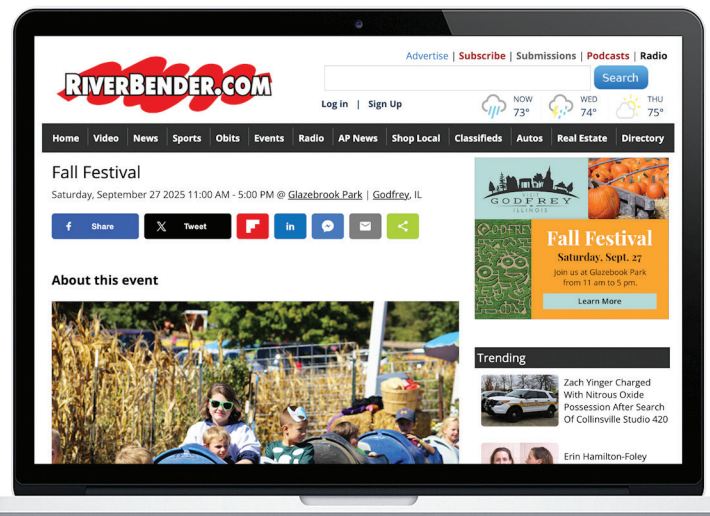 Advertise | Subscribe | Submissions | Podcasts | Radio
RIVERBENDER.COM
Search
Log in | Sign Up
NOW
73°
WED
74°
THU
75°
Home Video News Sports Obits Events Radio AP News Shop Local Classifieds Autos Real Estate Directory
Fall Festival
Saturday, September 27 2025 11:00 AM - 5:00 PM @ Glazebrook Park | Godfrey, IL
f Share
X Tweet
in
About this event
VISIT
GODFREY
ILLINOIS
GODFREY
Fall Festival
Saturday, Sept. 27
Join us at Glazebook Park
from 11 am to 5 pm.
Learn More
Trending
Zach Yinger Charged
With Nitrous Oxide
Possession After Search
Of Collinsville Studio 420
Erin Hamilton-Foley